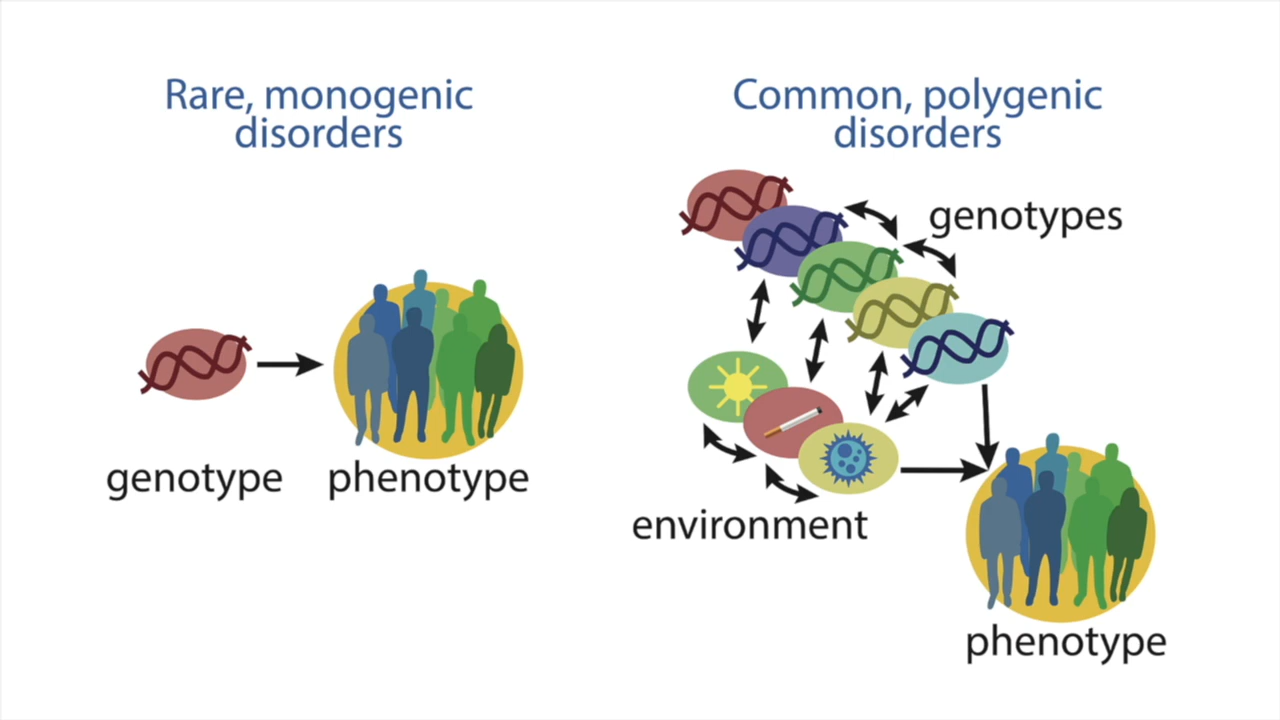 Rare, monogenic
disorders
genotype
phenotype
Common, polygenic
disorders
genotypes
environment
phenotype